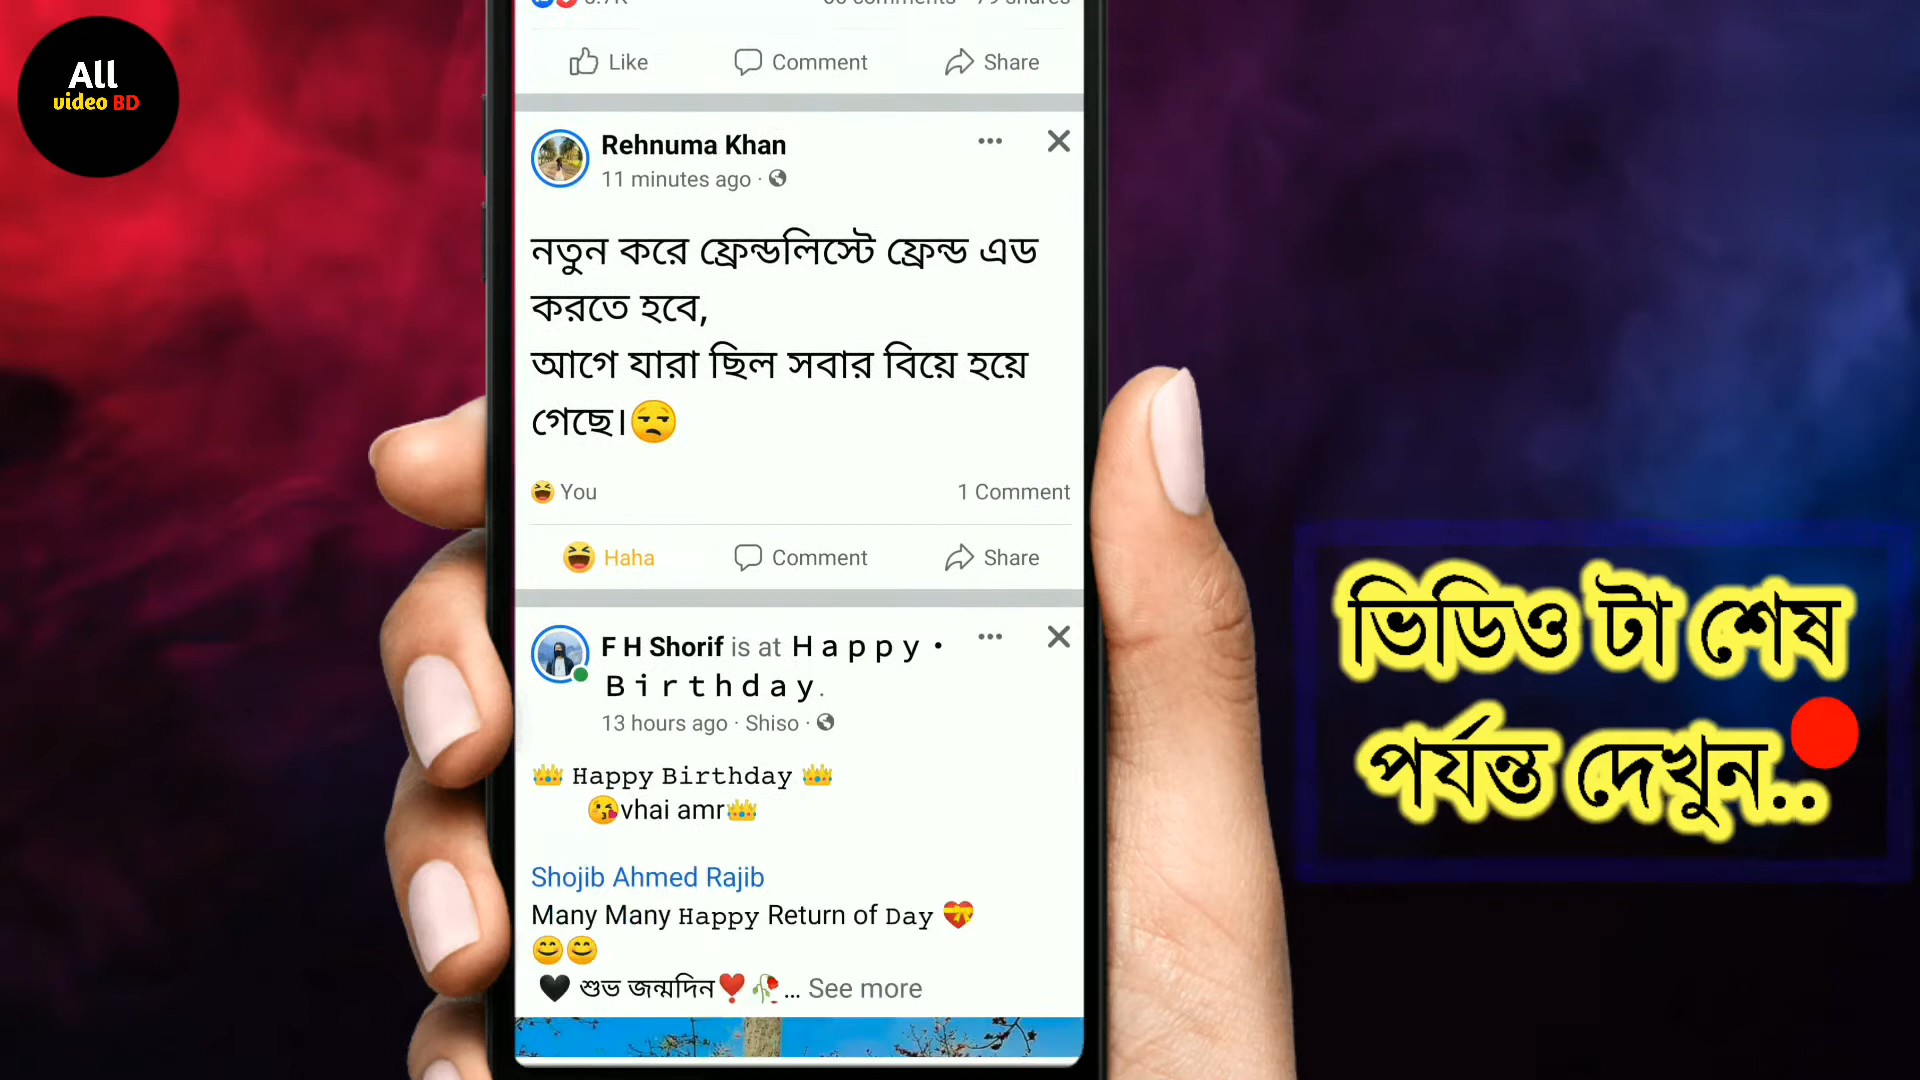 All
video BD
Like Comment Share
Rehnuma Khan
11 minutes ago ·
নতুন করে ফ্রেন্ডলিস্টে ফ্রেন্ড এড
করতে হবে,
আগে যারা ছিল সবার বিয়ে হয়ে
গেছে।😒
😆 You 1 Comment
😆 Haha Comment Share
F H Shorif is at H a p p y •
B i r t h d a y .
13 hours ago · Shiso ·
👑 Happy Birthday 👑
😘vhai amr👑
Shojib Ahmed Rajib
Many Many Happy Return of Day 💝
😊😊
🖤 শুভ জন্মদিন❣️🥀... See more
ভিডিও টা শেষ
পর্যন্ত দেখুন..